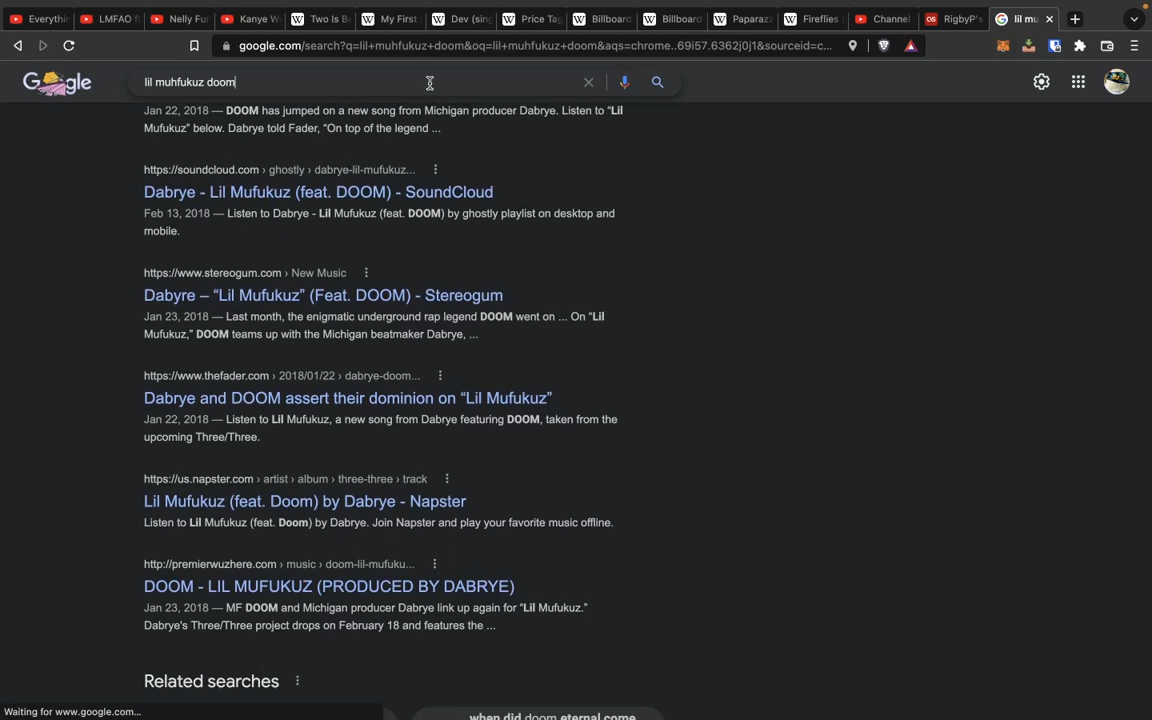 Everythin
LMFAO f
Nelly Fur
Kanye W
Two Is B
My First
Dev (sing
Price Tag
Billboard
Billboard
Paparazz
Fireflies
Channel
RigbyP's
lil mu
google.com/search?q=lil+muhfukuz+doom&oq=lil+muhfukuz+doom&aqs=chrome..69i57.6362j0j1&sourceid=c...
Google
lil muhfukuz doom
Jan 22, 2018 — DOOM has jumped on a new song from Michigan producer Dabrye. Listen to “Lil
Mufukuz” below. Dabrye told Fader, “On top of the legend ...
https://soundcloud.com › ghostly › dabrye-lil-mufukuz...
Dabrye - Lil Mufukuz (feat. DOOM) - SoundCloud
Feb 13, 2018 — Listen to Dabrye - Lil Mufukuz (feat. DOOM) by ghostly playlist on desktop and
mobile.
https://www.stereogum.com › New Music
Dabyre – “Lil Mufukuz” (Feat. DOOM) - Stereogum
Jan 23, 2018 — Last month, the enigmatic underground rap legend DOOM went on ... On “Lil
Mufukuz,” DOOM teams up with the Michigan beatmaker Dabrye, ...
https://www.thefader.com › 2018/01/22 › dabrye-doom...
Dabrye and DOOM assert their dominion on “Lil Mufukuz”
Jan 22, 2018 — Listen to Lil Mufukuz, a new song from Dabrye featuring DOOM, taken from the
upcoming Three/Three.
https://us.napster.com › artist › album › three-three › track
Lil Mufukuz (feat. Doom) by Dabrye - Napster
Listen to Lil Mufukuz (feat. Doom) by Dabrye. Join Napster and play your favorite music offline.
http://premierwuzhere.com › music › doom-lil-mufuku...
DOOM - LIL MUFUKUZ (PRODUCED BY DABRYE)
Jan 23, 2018 — MF DOOM and Michigan producer Dabrye link up again for “Lil Mufukuz.”
Dabrye's Three/Three project drops on February 18 and features the ...
Related searches
when did doom eternal come
Waiting for www.google.com...